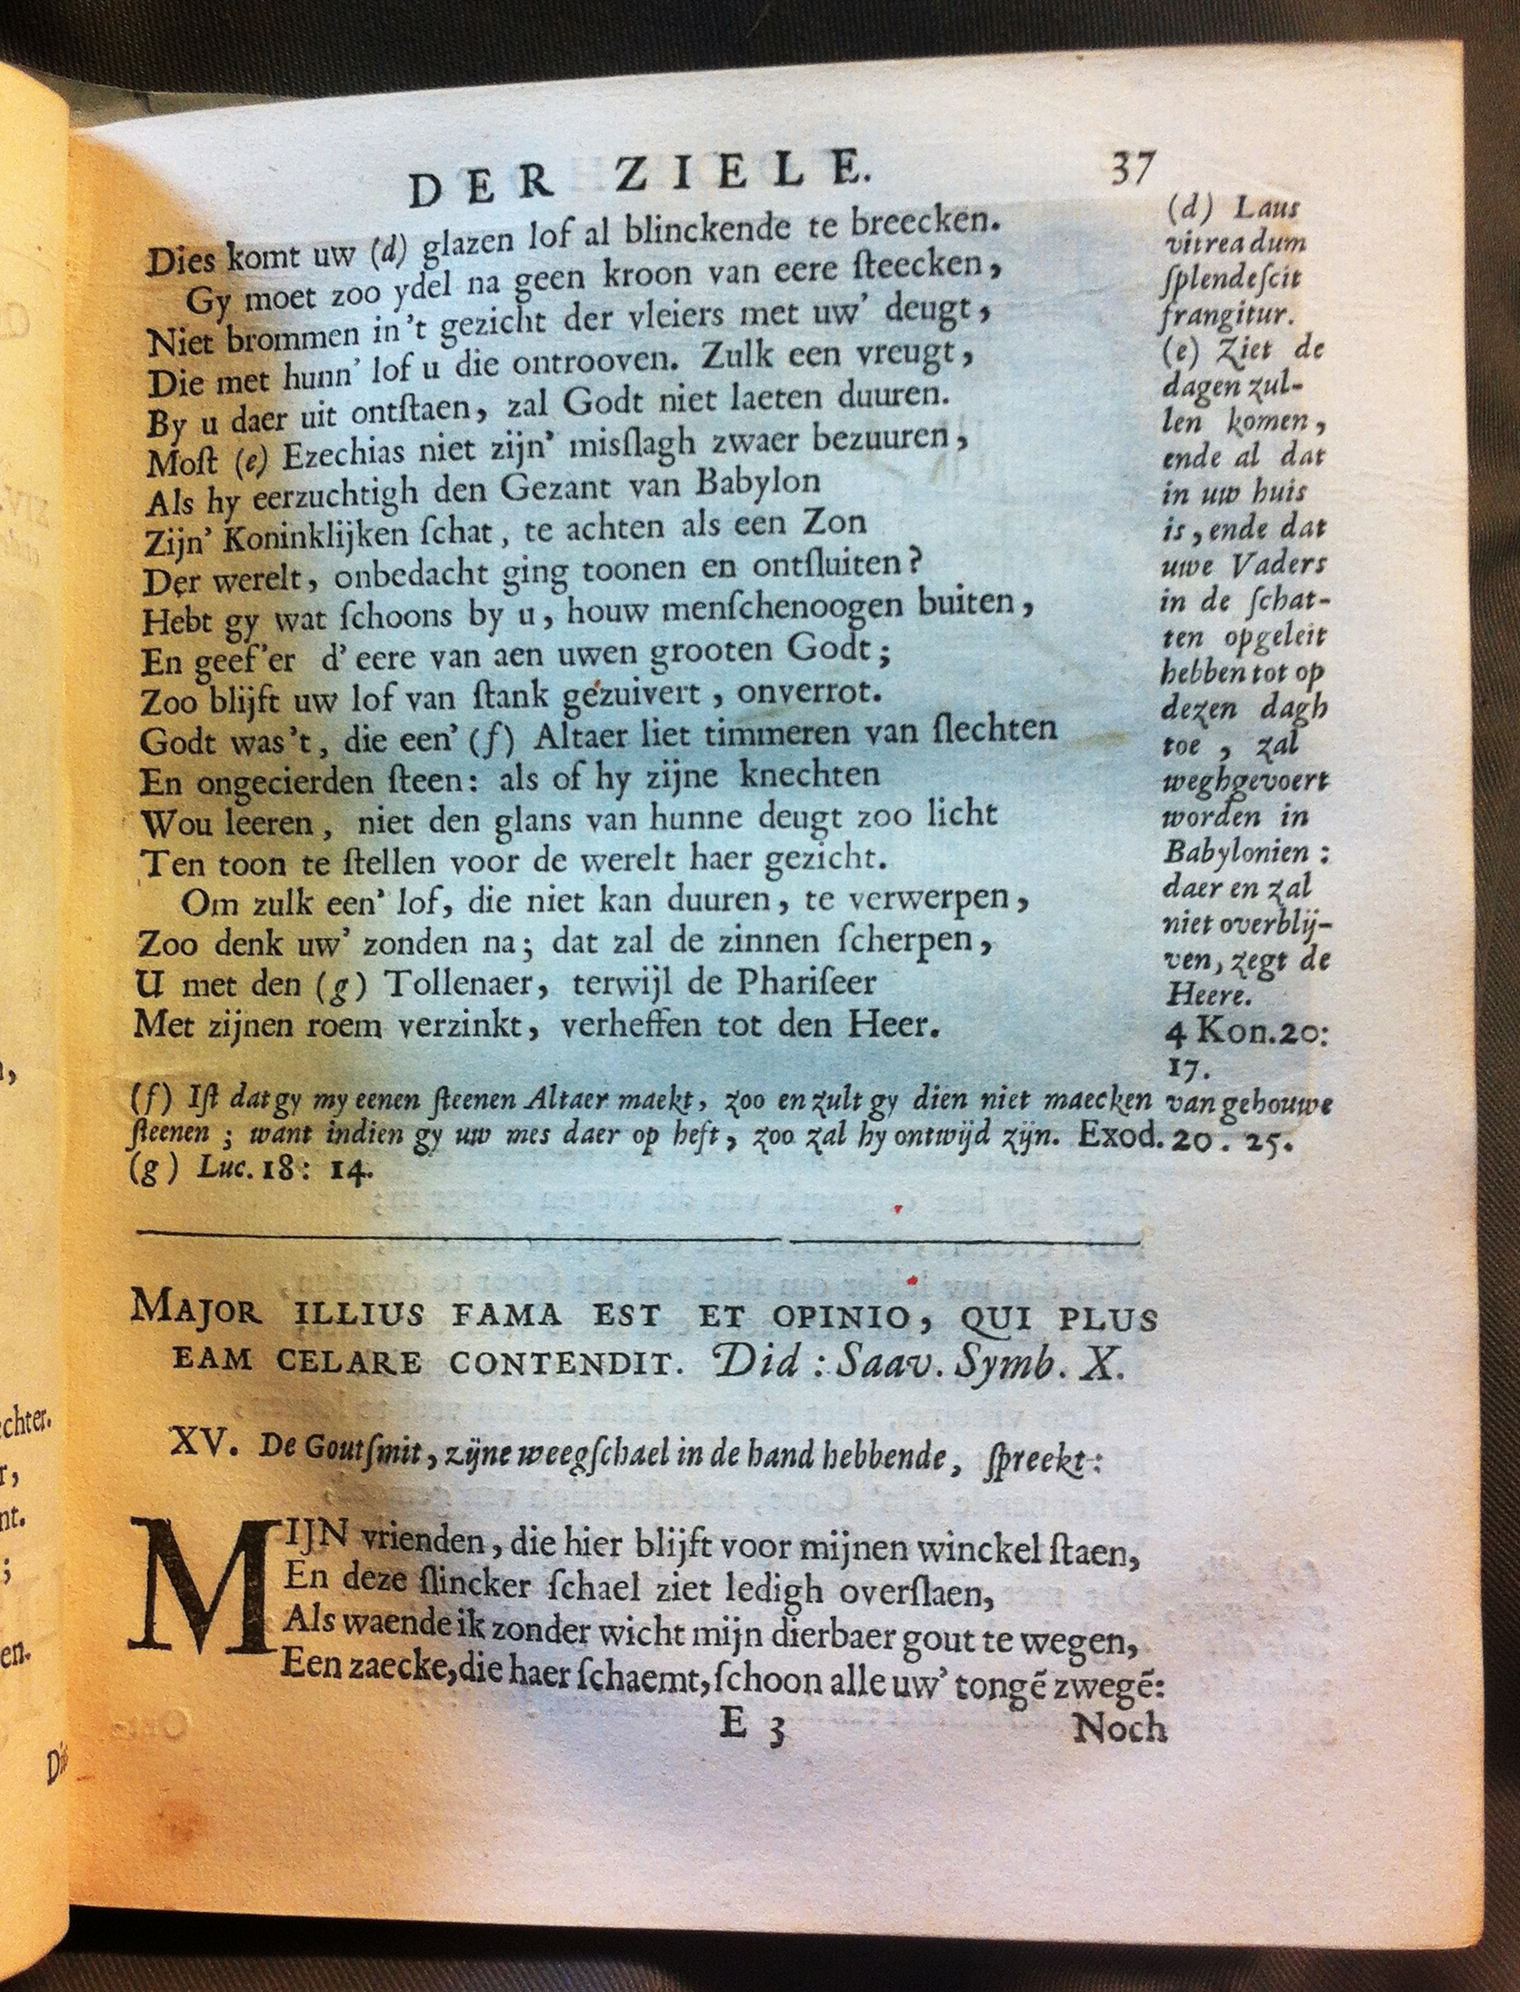 DER ZIELE. 37
Dies komt uw (d) glazen lof al blinckende te breecken.
Gy moet zoo ydel na geen kroon van eere ſteecken,
Niet brommen in 't gezicht der vleiers met uw' deugt,
Die met hunn' lof u die ontrooven. Zulk een vreugt,
By u daer uit ontſtaen, zal Godt niet laeten duuren.
Moſt (e) Ezechias niet zijn' misſlagh zwaer bezuuren,
Als hy eerzuchtigh den Gezant van Babylon
Zijn' Koninklijken ſchat, te achten als een Zon
Der werelt, onbedacht ging toonen en ontſluiten?
Hebt gy wat ſchoons by u, houw menſchenoogen buiten,
En geef'er d'eere van aen uwen grooten Godt;
Zoo blijft uw lof van ſtank gezuivert, onverrot.
Godt was't, die een' (f) Altaer liet timmeren van ſlechten
En ongecierden ſteen: als of hy zijne knechten
Wou leeren, niet den glans van hunne deugt zoo licht
Ten toon te ſtellen voor de werelt haer gezicht.
Om zulk een' lof, die niet kan duuren, te verwerpen,
Zoo denk uw' zonden na; dat zal de zinnen ſcherpen,
U met den (g) Tollenaer, terwijl de Phariſeer
Met zijnen roem verzinkt, verheffen tot den Heer.
(d) Laus
vitrea dum
ſplendeſcit
frangitur.
(e) Ziet de
dagen zul-
len komen,
ende al dat
in uw huis
is, ende dat
uwe Vaders
in de ſchat-
ten opgeleit
hebben tot op
dezen dagh
toe, zal
weghgevoert
worden in
Babylonien:
daer en zal
niet overblij-
ven, zegt de
Heere.
4 Kon.20:
17.
(f) Iſt dat gy my eenen ſteenen Altaer maekt, zoo en zult gy dien niet maecken van gehouwe
ſteenen; want indien gy uw mes daer op heft, zoo zal hy ontwijd zijn. Exod. 20. 25.
(g) Luc. 18: 14.
MAJOR ILLIUS FAMA EST ET OPINIO, QUI PLUS
EAM CELARE CONTENDIT. Did: Saav. Symb. X.
XV. De Goutſmit, zijne weegſchael in de hand hebbende, ſpreekt:
MIJN vrienden, die hier blijft voor mijnen winckel ſtaen,
En deze ſlincker ſchael ziet ledigh overſlaen,
Als waende ik zonder wicht mijn dierbaer gout te wegen,
Een zaecke, die haer ſchaemt, ſchoon alle uw' tongẽ zwegẽ:
E 3 Noch